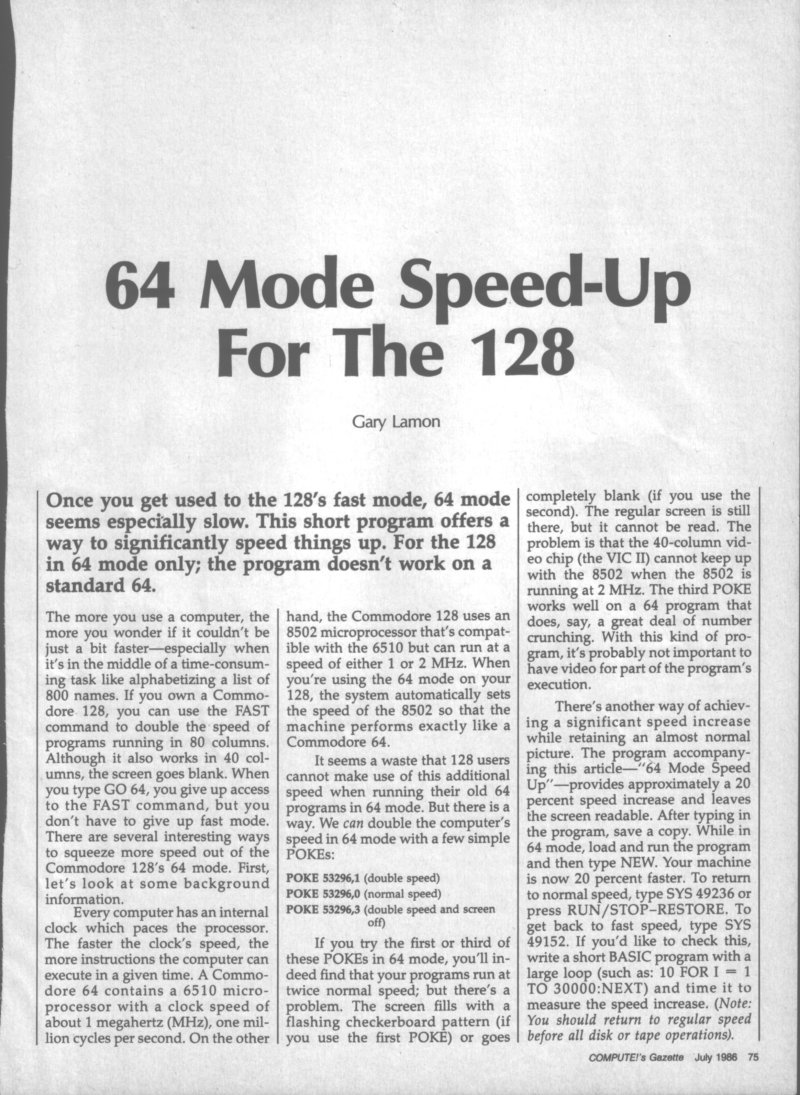 64 Mode Speed-Up
For The 128
Gary Lamon
Once you get used to the 128's fast mode, 64 mode
seems especially slow. This short program offers a
way to significantly speed things up. For the 128
in 64 mode only; the program doesn't work on a
standard 64.
The more you use a computer, the
more you wonder if it couldn't be
just a bit faster—especially when
it's in the middle of a time-consum-
ing task like alphabetizing a list of
800 names. If you own a Commo-
dore 128, you can use the FAST
command to double the speed of
programs running in 80 columns.
Although it also works in 40 col-
umns, the screen goes blank. When
you type GO 64, you give up access
to the FAST command, but you
don't have to give up fast mode.
There are several interesting ways
to squeeze more speed out of the
Commodore 128's 64 mode. First,
let's look at some background
information.
Every computer has an internal
clock which paces the processor.
The faster the clock's speed, the
more instructions the computer can
execute in a given time. A Commo-
dore 64 contains a 6510 micro-
processor with a clock speed of
about 1 megahertz (MHz), one mil-
lion cycles per second. On the other
hand, the Commodore 128 uses an
8502 microprocessor that's compat-
ible with the 6510 but can run at a
speed of either 1 or 2 MHz. When
you're using the 64 mode on your
128, the system automatically sets
the speed of the 8502 so that the
machine performs exactly like a
Commodore 64.
It seems a waste that 128 users
cannot make use of this additional
speed when running their old 64
programs in 64 mode. But there is a
way. We can double the computer's
speed in 64 mode with a few simple
POKEs:
POKE 53296,1 (double speed)
POKE 53296,0 (normal speed)
POKE 53296,3 (double speed and screen
off)
If you try the first or third of
these POKEs in 64 mode, you'll in-
deed find that your programs run at
twice normal speed; but there's a
problem. The screen fills with a
flashing checkerboard pattern (if
you use the first POKE) or goes
completely blank (if you use the
second). The regular screen is still
there, but it cannot be read. The
problem is that the 40-column vid-
eo chip (the VIC II) cannot keep up
with the 8502 when the 8502 is
running at 2 MHz. The third POKE
works well on a 64 program that
does, say, a great deal of number
crunching. With this kind of pro-
gram, it's probably not important to
have video for part of the program's
execution.
There's another way of achiev-
ing a significant speed increase
while retaining an almost normal
picture. The program accompany-
ing this article—"64 Mode Speed
Up"—provides approximately a 20
percent speed increase and leaves
the screen readable. After typing in
the program, save a copy. While in
64 mode, load and run the program
and then type NEW. Your machine
is now 20 percent faster. To return
to normal speed, type SYS 49236 or
press RUN/STOP–RESTORE. To
get back to fast speed, type SYS
49152. If you'd like to check this,
write a short BASIC program with a
large loop (such as: 10 FOR I = 1
TO 30000:NEXT) and time it to
measure the speed increase. (Note:
You should return to regular speed
before all disk or tape operations).
COMPUTE!'s Gazette July 1986 75